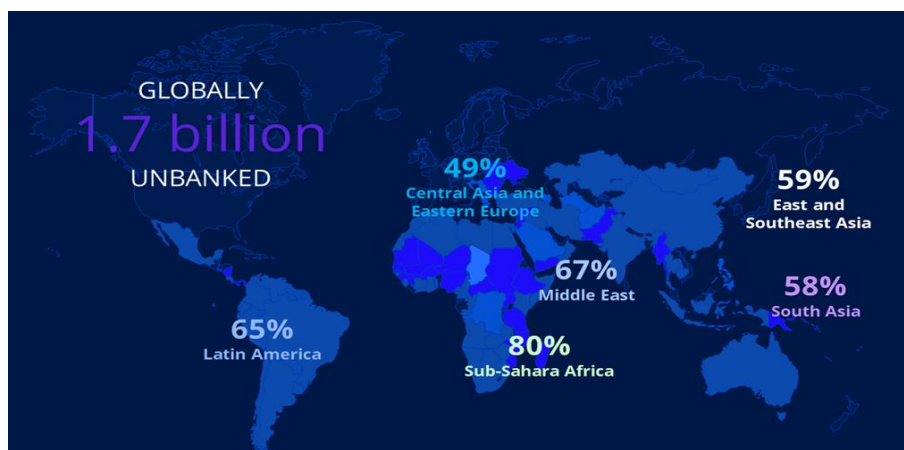 GLOBALLY
1.7 billion
UNBANKED
49%
Central Asia and
Eastern Europe
59%
East and
Southeast Asia
67%
Middle East
58%
South Asia
65%
Latin America
80%
Sub-Sahara Africa